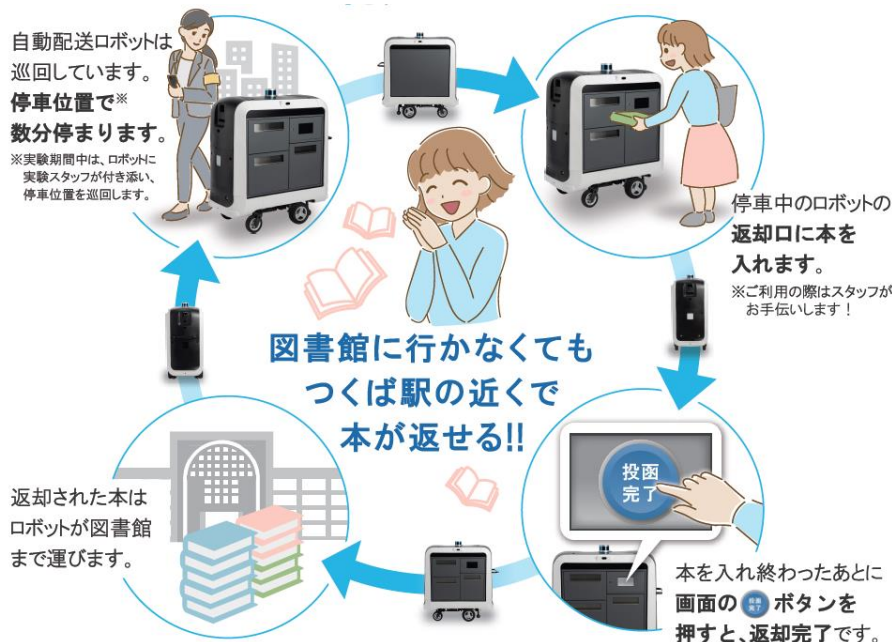 自動配送ロボットは
巡回しています。
停車位置で※
数分停まります。
※実験期間中は、ロボットに
実験スタッフが付き添い、
停車位置を巡回します。
停車中のロボットの
返却口に本を
入れます。
※ご利用の際はスタッフが
お手伝いします！
図書館に行かなくても
つくば駅の近くで
本が返せる!!
投函
完了
本を入れ終わったあとに
画面の投函完了ボタンを
押すと、返却完了です。
返却された本は
ロボットが図書館
まで運びます。